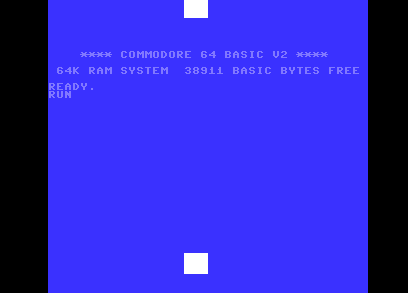 **** COMMODORE 64 BASIC V2 ****
64K RAM SYSTEM  38911 BASIC BYTES FREE
READY.
RUN